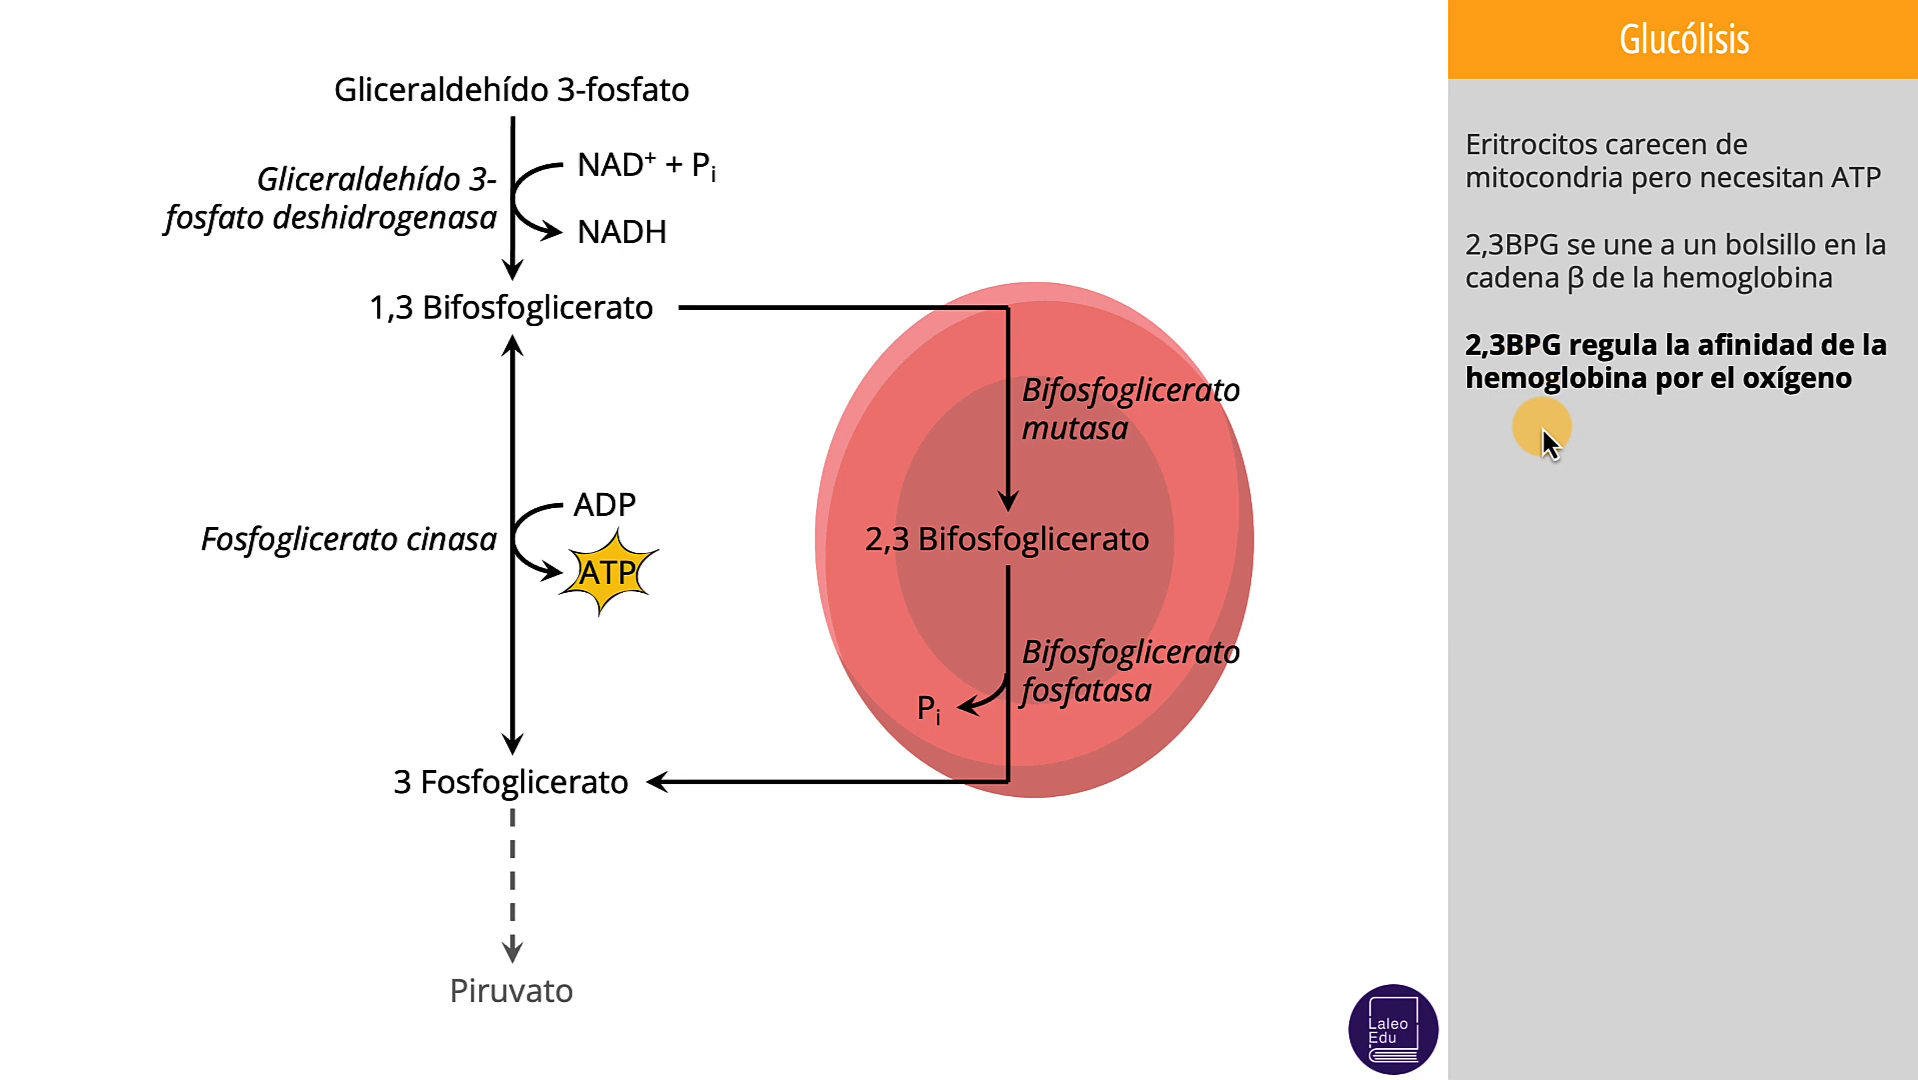 Glucólisis
Gliceraldehído 3-fosfato
Gliceraldehído 3-
fosfato deshidrogenasa
NAD⁺ + Pᵢ
NADH
1,3 Bifosfoglicerato
Bifosfoglicerato
mutasa
Fosfoglicerato cinasa
ADP
ATP
2,3 Bifosfoglicerato
Bifosfoglicerato
fosfatasa
Pᵢ
3 Fosfoglicerato
Piruvato
Eritrocitos carecen de
mitocondria pero necesitan ATP
2,3BPG se une a un bolsillo en la
cadena β de la hemoglobina
2,3BPG regula la afinidad de la
hemoglobina por el oxígeno
Laleo
Edu